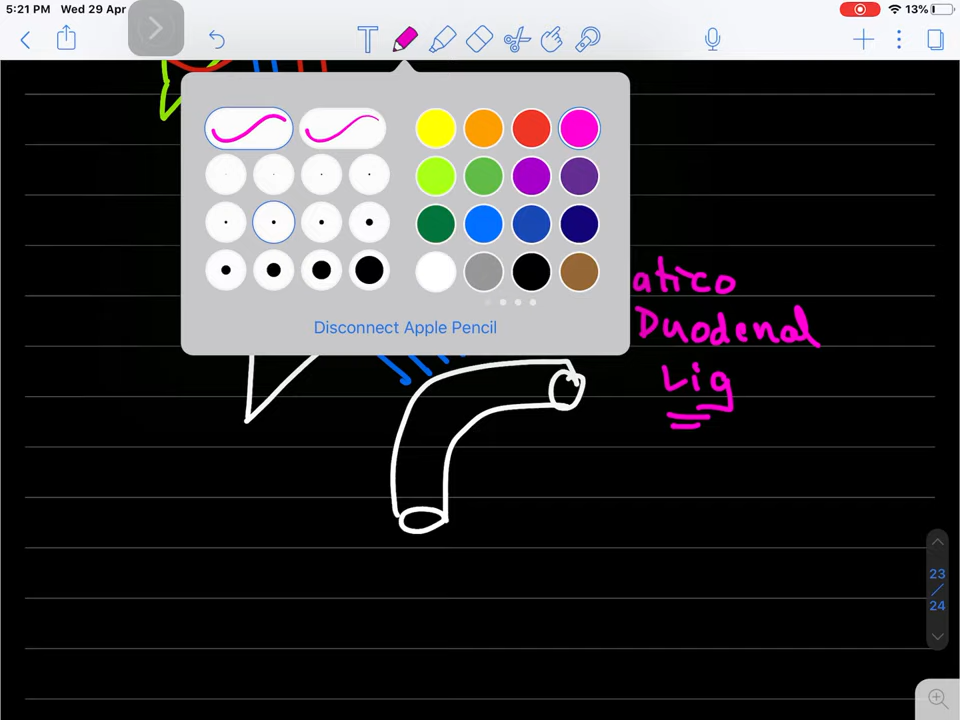 5:21 PM Wed 29 Apr
13%
T
Disconnect Apple Pencil
atico
Duodenal
Lig
23
/
24